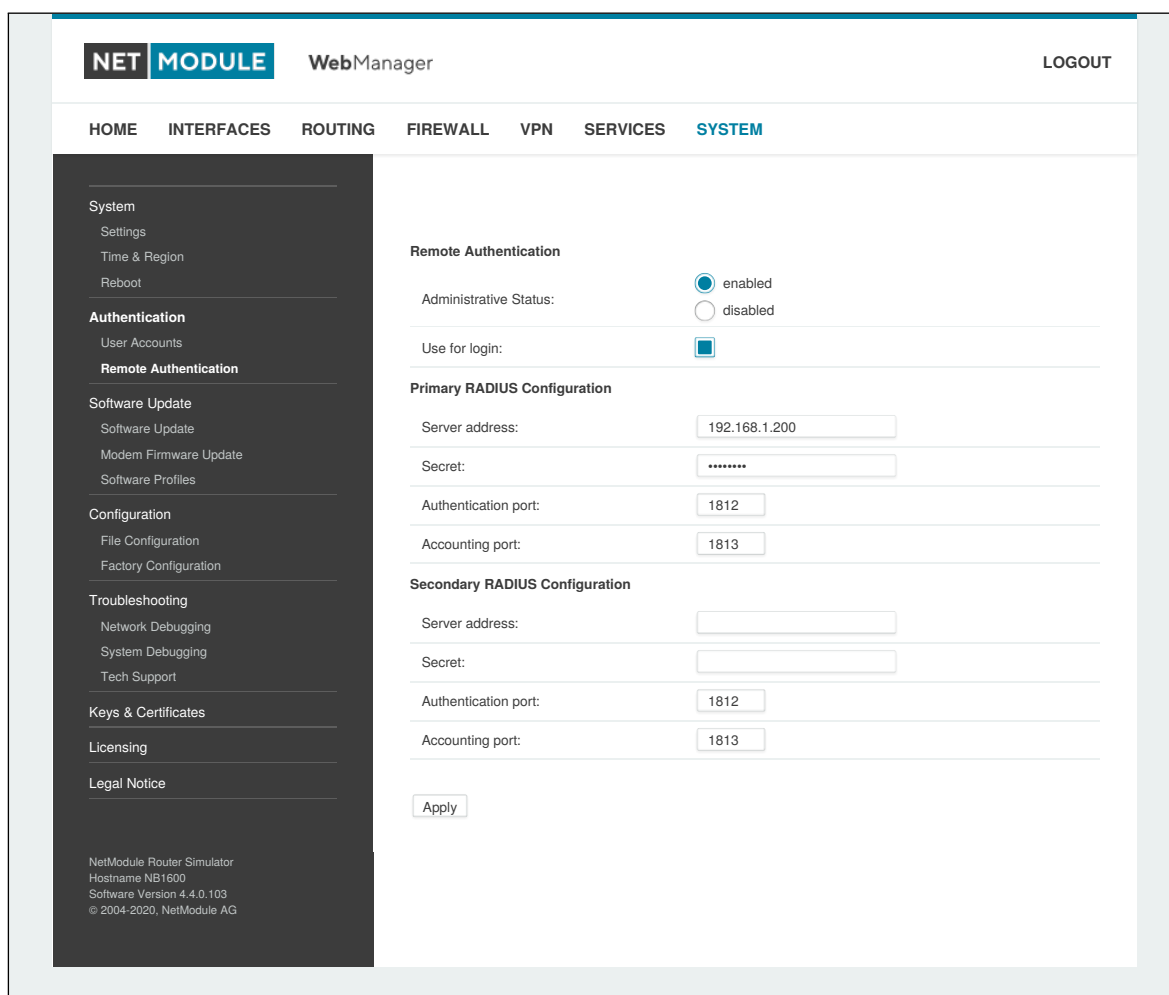 NET MODULE WebManager LOGOUT
HOME INTERFACES ROUTING FIREWALL VPN SERVICES SYSTEM
System
Settings
Time & Region
Reboot
Authentication
User Accounts
Remote Authentication
Software Update
Software Update
Modem Firmware Update
Software Profiles
Configuration
File Configuration
Factory Configuration
Troubleshooting
Network Debugging
System Debugging
Tech Support
Keys & Certificates
Licensing
Legal Notice
NetModule Router Simulator
Hostname NB1600
Software Version 4.4.0.103
© 2004-2020, NetModule AG
Remote Authentication
Administrative Status:
enabled
disabled
Use for login:
Primary RADIUS Configuration
Server address: 192.168.1.200
Secret: ••••••••
Authentication port: 1812
Accounting port: 1813
Secondary RADIUS Configuration
Server address:
Secret:
Authentication port: 1812
Accounting port: 1813
Apply